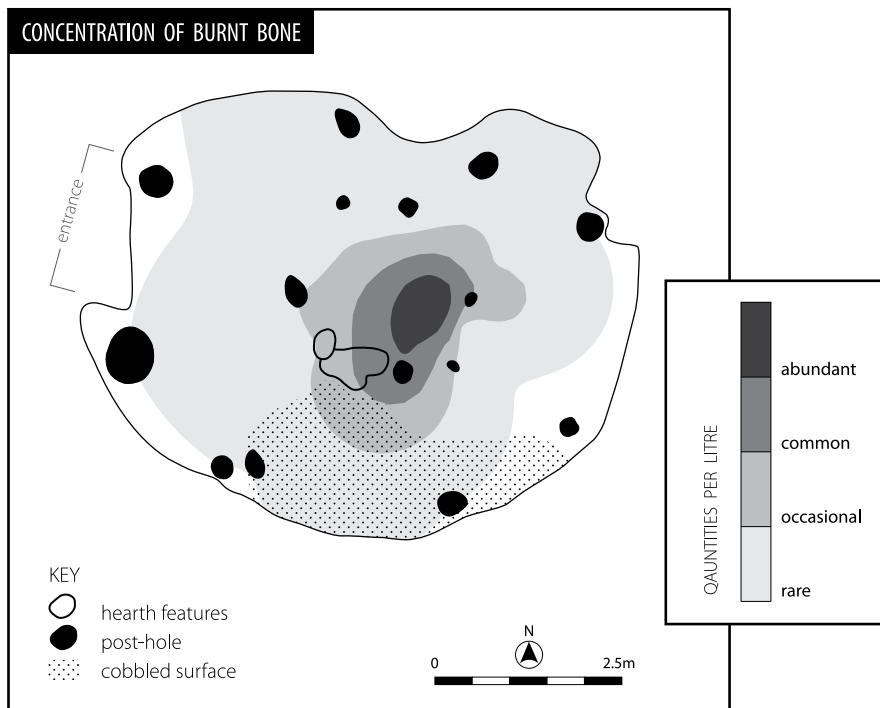 CONCENTRATION OF BURNT BONE
entrance
abundant
common
occasional
rare
QAUNTITIES PER LITRE
KEY
hearth features
post-hole
cobbled surface
N
0 2.5m